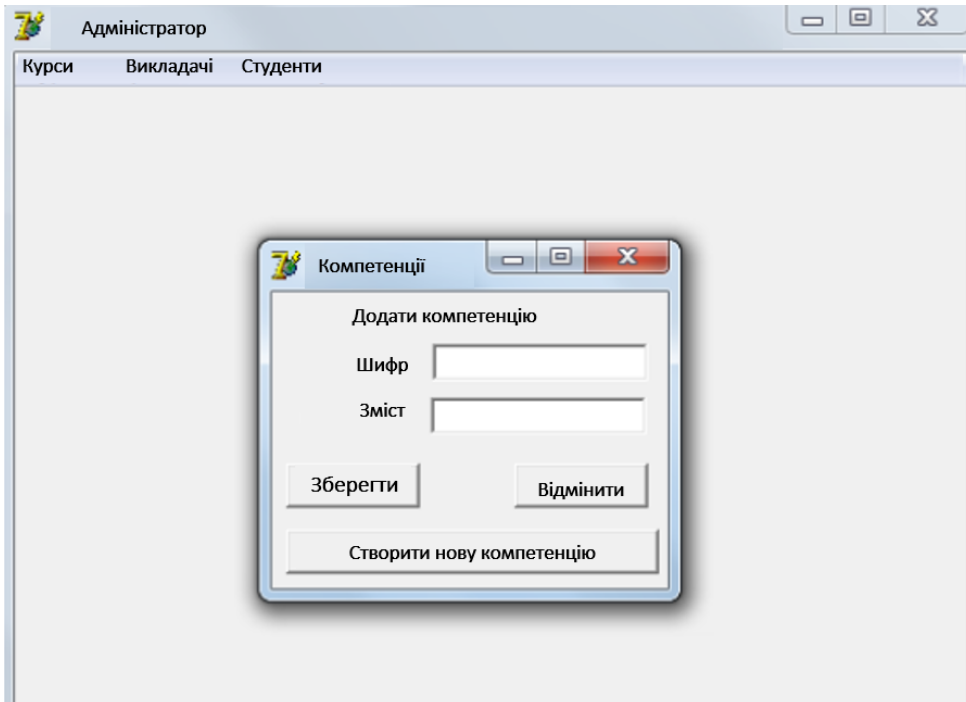 Адміністратор
Курси Викладачі Студенти
Компетенції
Додати компетенцію
Шифр
Зміст
Зберегти Відмінити
Створити нову компетенцію